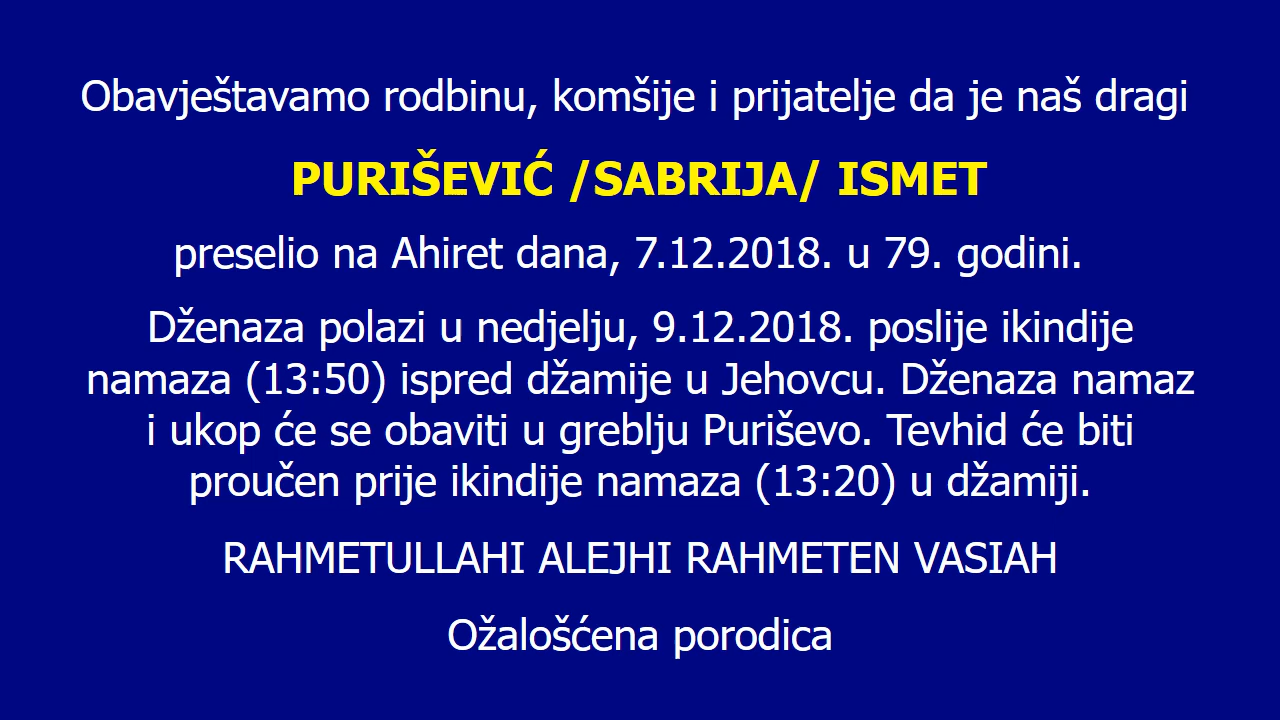 Obavještavamo rodbinu, komšije i prijatelje da je naš dragi
PURIŠEVIĆ /SABRIJA/ ISMET
preselio na Ahiret dana, 7.12.2018. u 79. godini.
Dženaza polazi u nedjelju, 9.12.2018. poslije ikindije
namaza (13:50) ispred džamije u Jehovcu. Dženaza namaz
i ukop će se obaviti u greblju Puriševo. Tevhid će biti
proučen prije ikindije namaza (13:20) u džamiji.
RAHMETULLAHI ALEJHI RAHMETEN VASIAH
Ožalošćena porodica